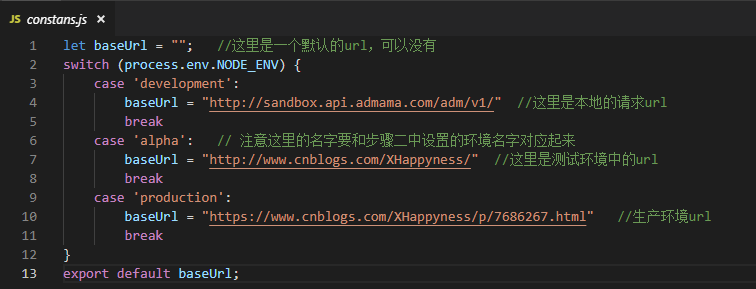 JS constans.js ×
1 let baseUrl = "";   //这里是一个默认的url，可以没有
2 switch (process.env.NODE_ENV) {
3     case 'development':
4         baseUrl = "http://sandbox.api.admama.com/adm/v1/"  //这里是本地的请求url
5         break
6     case 'alpha':   // 注意这里的名字要和步骤二中设置的环境名字对应起来
7         baseUrl = "http://www.cnblogs.com/XHappyness/"  //这里是测试环境中的url
8         break
9     case 'production':
10         baseUrl = "https://www.cnblogs.com/XHappyness/p/7686267.html"   //生产环境url
11         break
12 }
13 export default baseUrl;